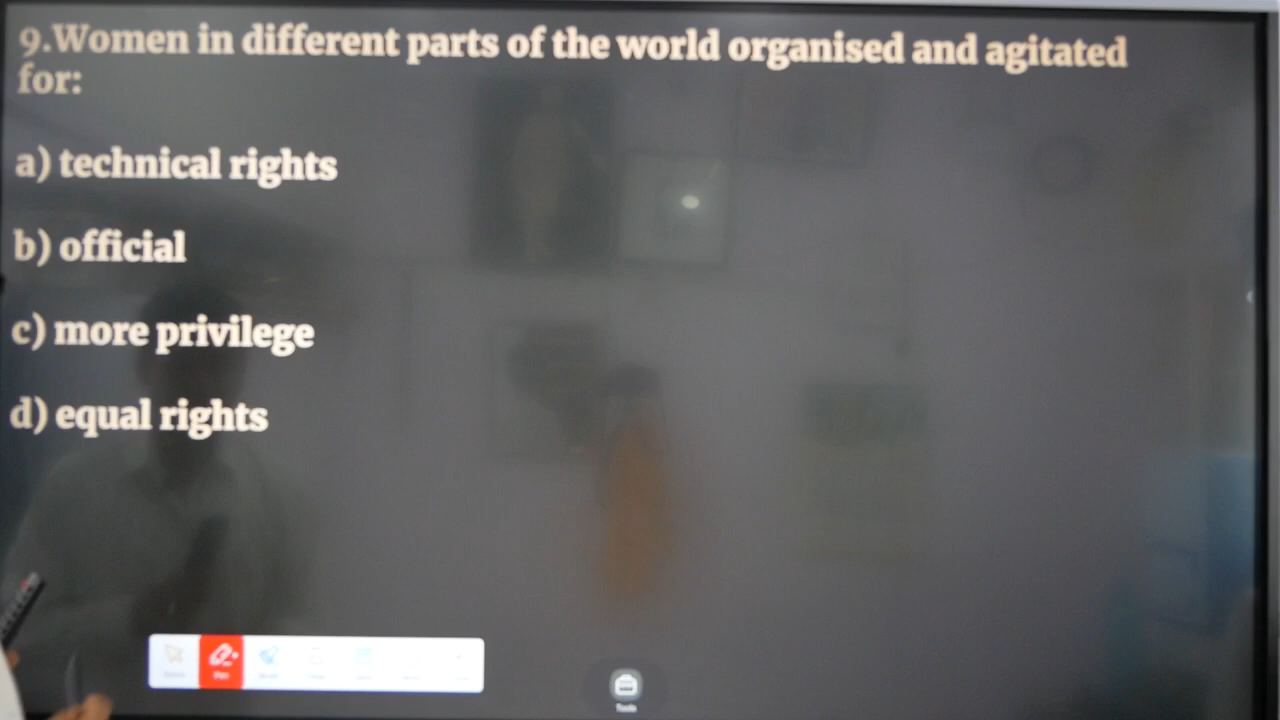 9.Women in different parts of the world organised and agitated
for:
a) technical rights
b) official
c) more privilege
d) equal rights
Tools